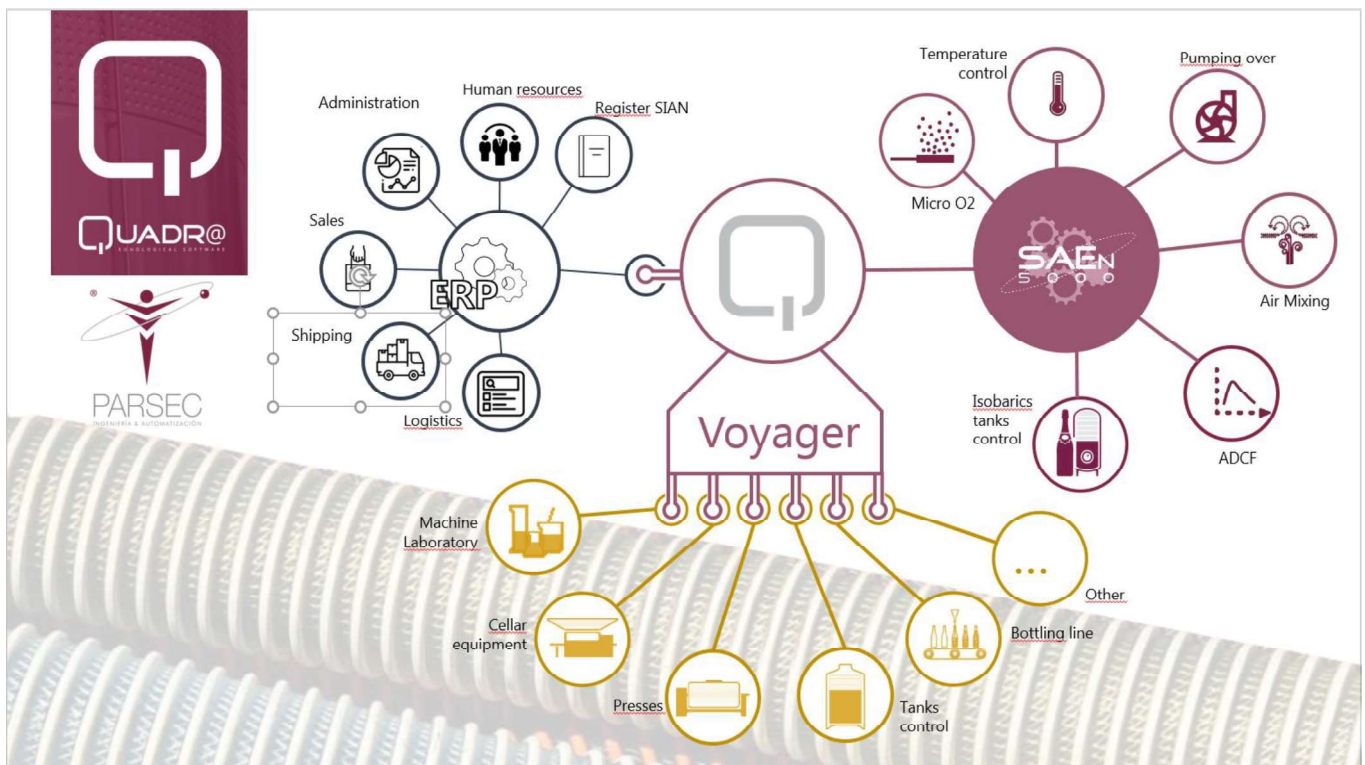 QUADR@
ENOLOGICAL SOFTWARE
®
PARSEC
INGENIERÍA & AUTOMATIZACIÓN
Administration
Human resources
Register SIAN
Sales
ERP
Shipping
Logistics
Voyager
Temperature
control
Pumping over
Micro O2
SAEn
5000
Air Mixing
Isobarics
tanks
control
ADCF
Machine
Laboratory
Cellar
equipment
Presses
Tanks
control
Bottling line
...
Other